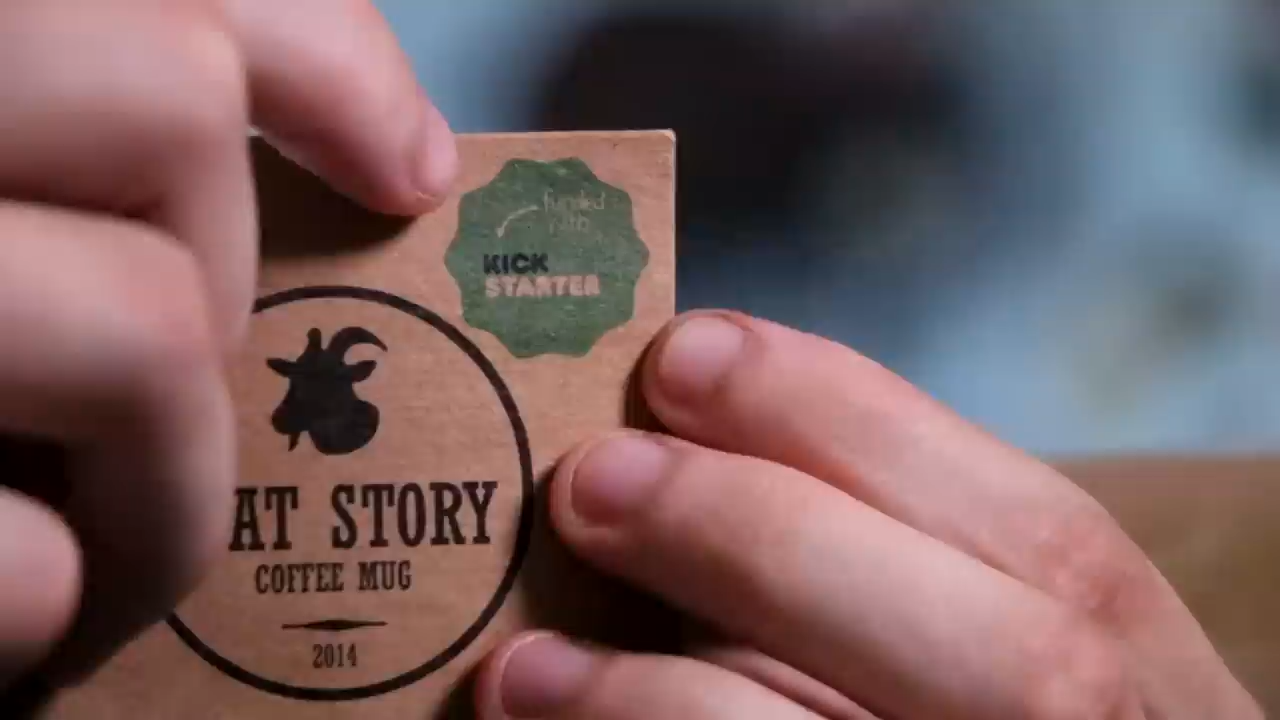 funded
with
KICK
STARTER
AT STORY
COFFEE MUG
2014